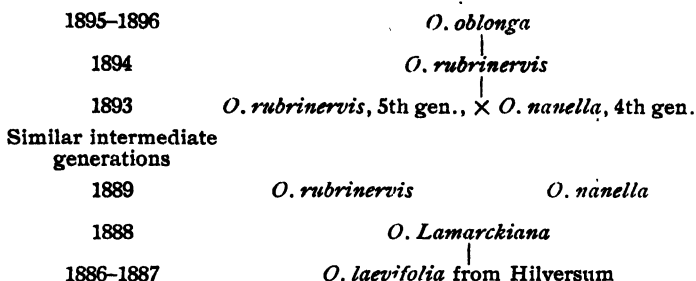 1895–1896 O. oblonga
1894 O. rubrinervis
1893 O. rubrinervis, 5th gen., × O. nanella, 4th gen.
Similar intermediate
generations
1889 O. rubrinervis O. nanella
1888 O. Lamarckiana
1886–1887 O. laevifolia from Hilversum